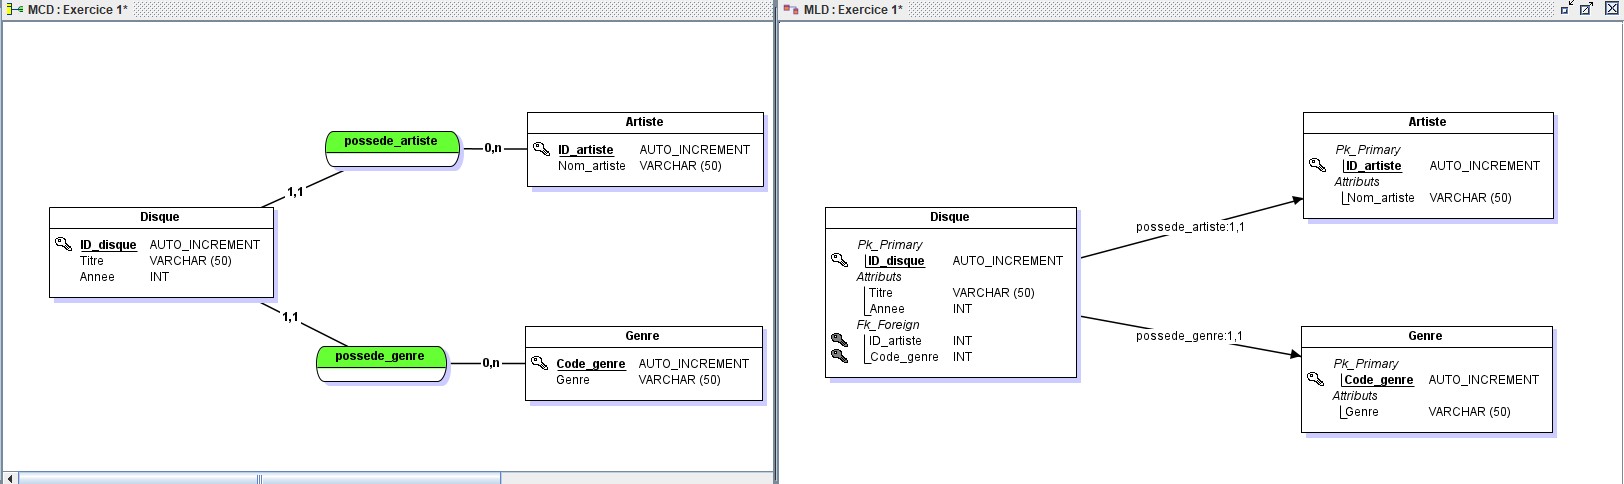 MCD : Exercice 1*
possede_artiste
0,n
Artiste
ID_artiste AUTO_INCREMENT
Nom_artiste VARCHAR (50)
1,1
Disque
ID_disque AUTO_INCREMENT
Titre VARCHAR (50)
Annee INT
1,1
possede_genre
0,n
Genre
Code_genre AUTO_INCREMENT
Genre VARCHAR (50)
MLD : Exercice 1*
Artiste
Pk_Primary
ID_artiste AUTO_INCREMENT
Attributs
Nom_artiste VARCHAR (50)
possede_artiste:1,1
Disque
Pk_Primary
ID_disque AUTO_INCREMENT
Attributs
Titre VARCHAR (50)
Annee INT
Fk_Foreign
ID_artiste INT
Code_genre INT
possede_genre:1,1
Genre
Pk_Primary
Code_genre AUTO_INCREMENT
Attributs
Genre VARCHAR (50)